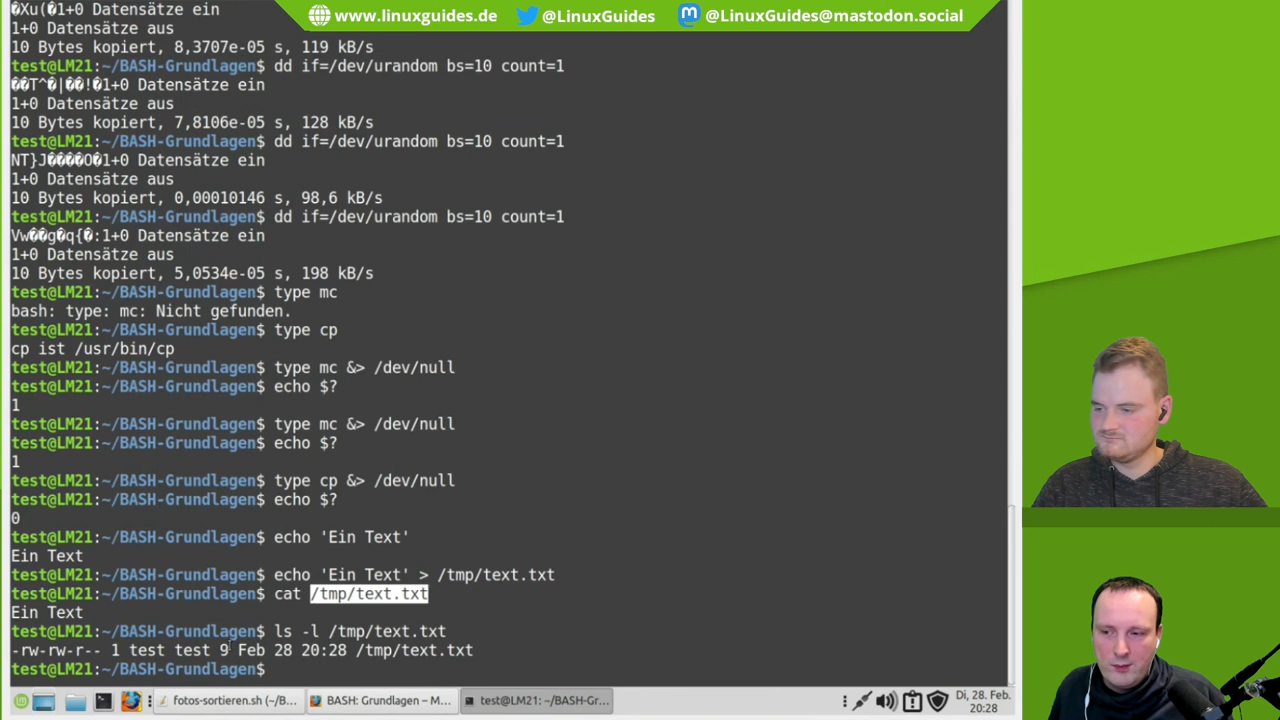 www.linuxguides.de @LinuxGuides @LinuxGuides@mastodon.social
�Xu(�1+0 Datensätze ein
1+0 Datensätze aus
10 Bytes kopiert, 8,3707e-05 s, 119 kB/s
test@LM21:~/BASH-Grundlagen$ dd if=/dev/urandom bs=10 count=1
��T^�|��!�1+0 Datensätze ein
1+0 Datensätze aus
10 Bytes kopiert, 7,8106e-05 s, 128 kB/s
test@LM21:~/BASH-Grundlagen$ dd if=/dev/urandom bs=10 count=1
NT}J����O�1+0 Datensätze ein
1+0 Datensätze aus
10 Bytes kopiert, 0,00010146 s, 98,6 kB/s
test@LM21:~/BASH-Grundlagen$ dd if=/dev/urandom bs=10 count=1
Vw��g�q{�:1+0 Datensätze ein
1+0 Datensätze aus
10 Bytes kopiert, 5,0534e-05 s, 198 kB/s
test@LM21:~/BASH-Grundlagen$ type mc
bash: type: mc: Nicht gefunden.
test@LM21:~/BASH-Grundlagen$ type cp
cp ist /usr/bin/cp
test@LM21:~/BASH-Grundlagen$ type mc &> /dev/null
test@LM21:~/BASH-Grundlagen$ echo $?
1
test@LM21:~/BASH-Grundlagen$ type mc &> /dev/null
test@LM21:~/BASH-Grundlagen$ echo $?
1
test@LM21:~/BASH-Grundlagen$ type cp &> /dev/null
test@LM21:~/BASH-Grundlagen$ echo $?
0
test@LM21:~/BASH-Grundlagen$ echo 'Ein Text'
Ein Text
test@LM21:~/BASH-Grundlagen$ echo 'Ein Text' > /tmp/text.txt
test@LM21:~/BASH-Grundlagen$ cat /tmp/text.txt
Ein Text
test@LM21:~/BASH-Grundlagen$ ls -l /tmp/text.txt
-rw-rw-r-- 1 test test 9 Feb 28 20:28 /tmp/text.txt
test@LM21:~/BASH-Grundlagen$
fotos-sortieren.sh (~/B... BASH: Grundlagen – M... test@LM21: ~/BASH-Gr... Di, 28. Feb.
20:28